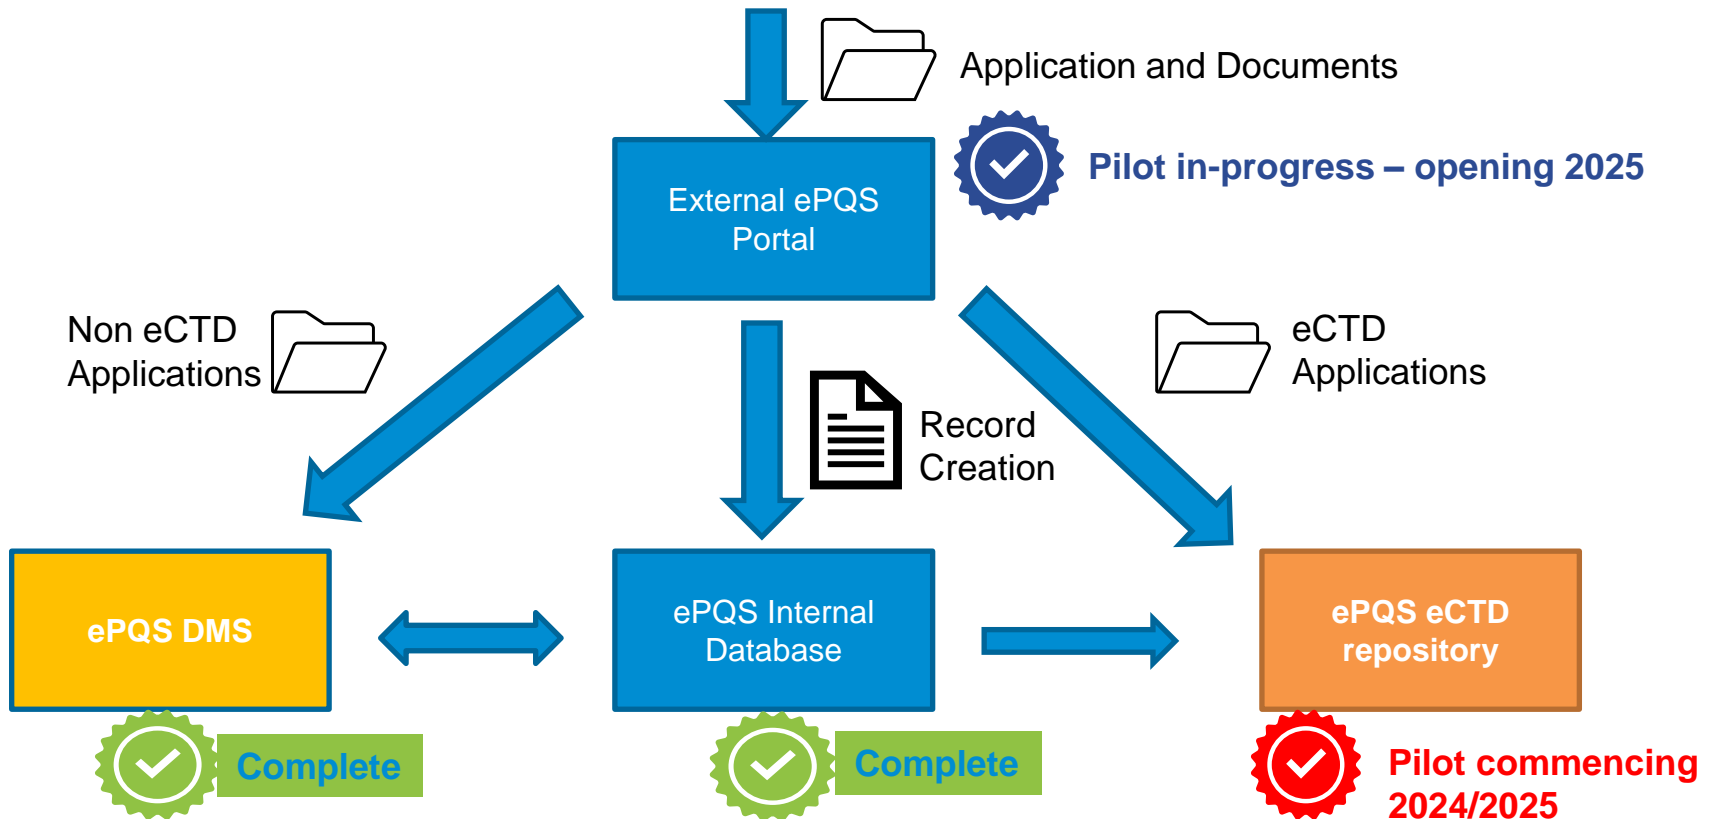 Application and Documents
Pilot in-progress – opening 2025
External ePQS
Portal
Non eCTD
Applications
eCTD
Applications
Record
Creation
ePQS DMS
ePQS Internal
Database
ePQS eCTD
repository
Complete
Complete
Pilot commencing
2024/2025